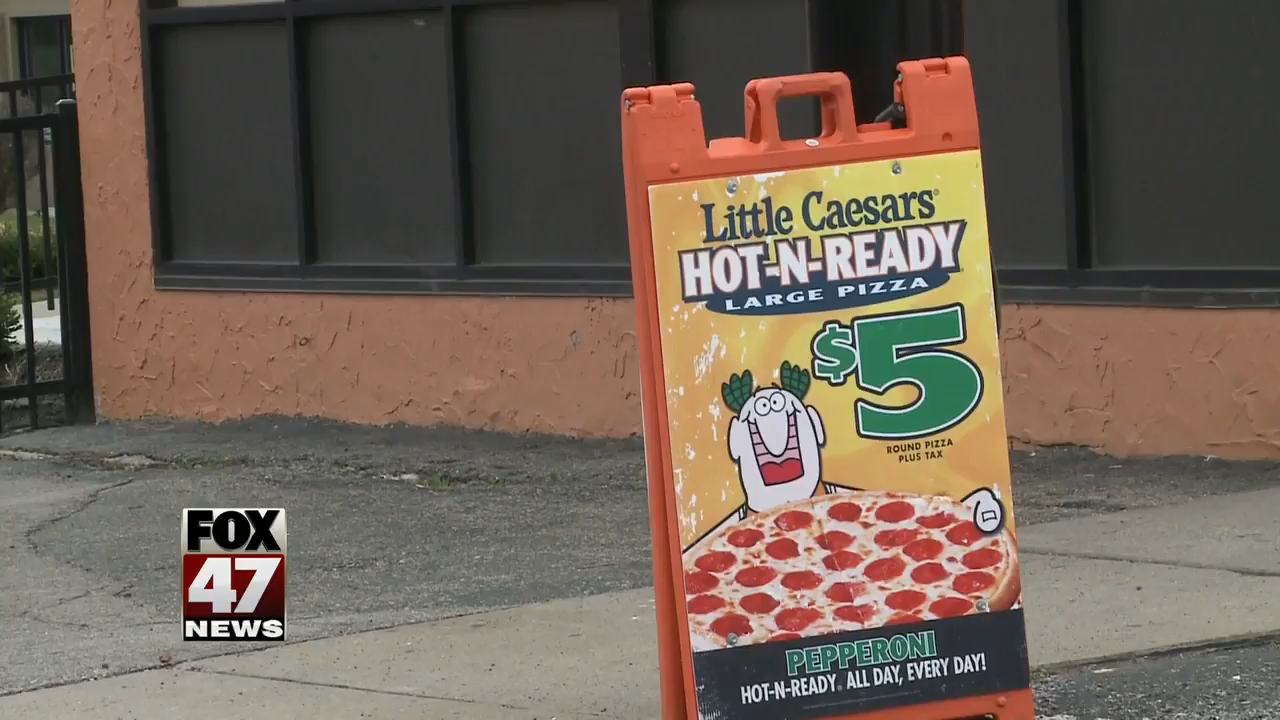 Little Caesars®
HOT-N-READY
LARGE PIZZA
$5
ROUND PIZZA
PLUS TAX
PEPPERONI
HOT-N-READY® ALL DAY, EVERY DAY!
FOX
47
NEWS